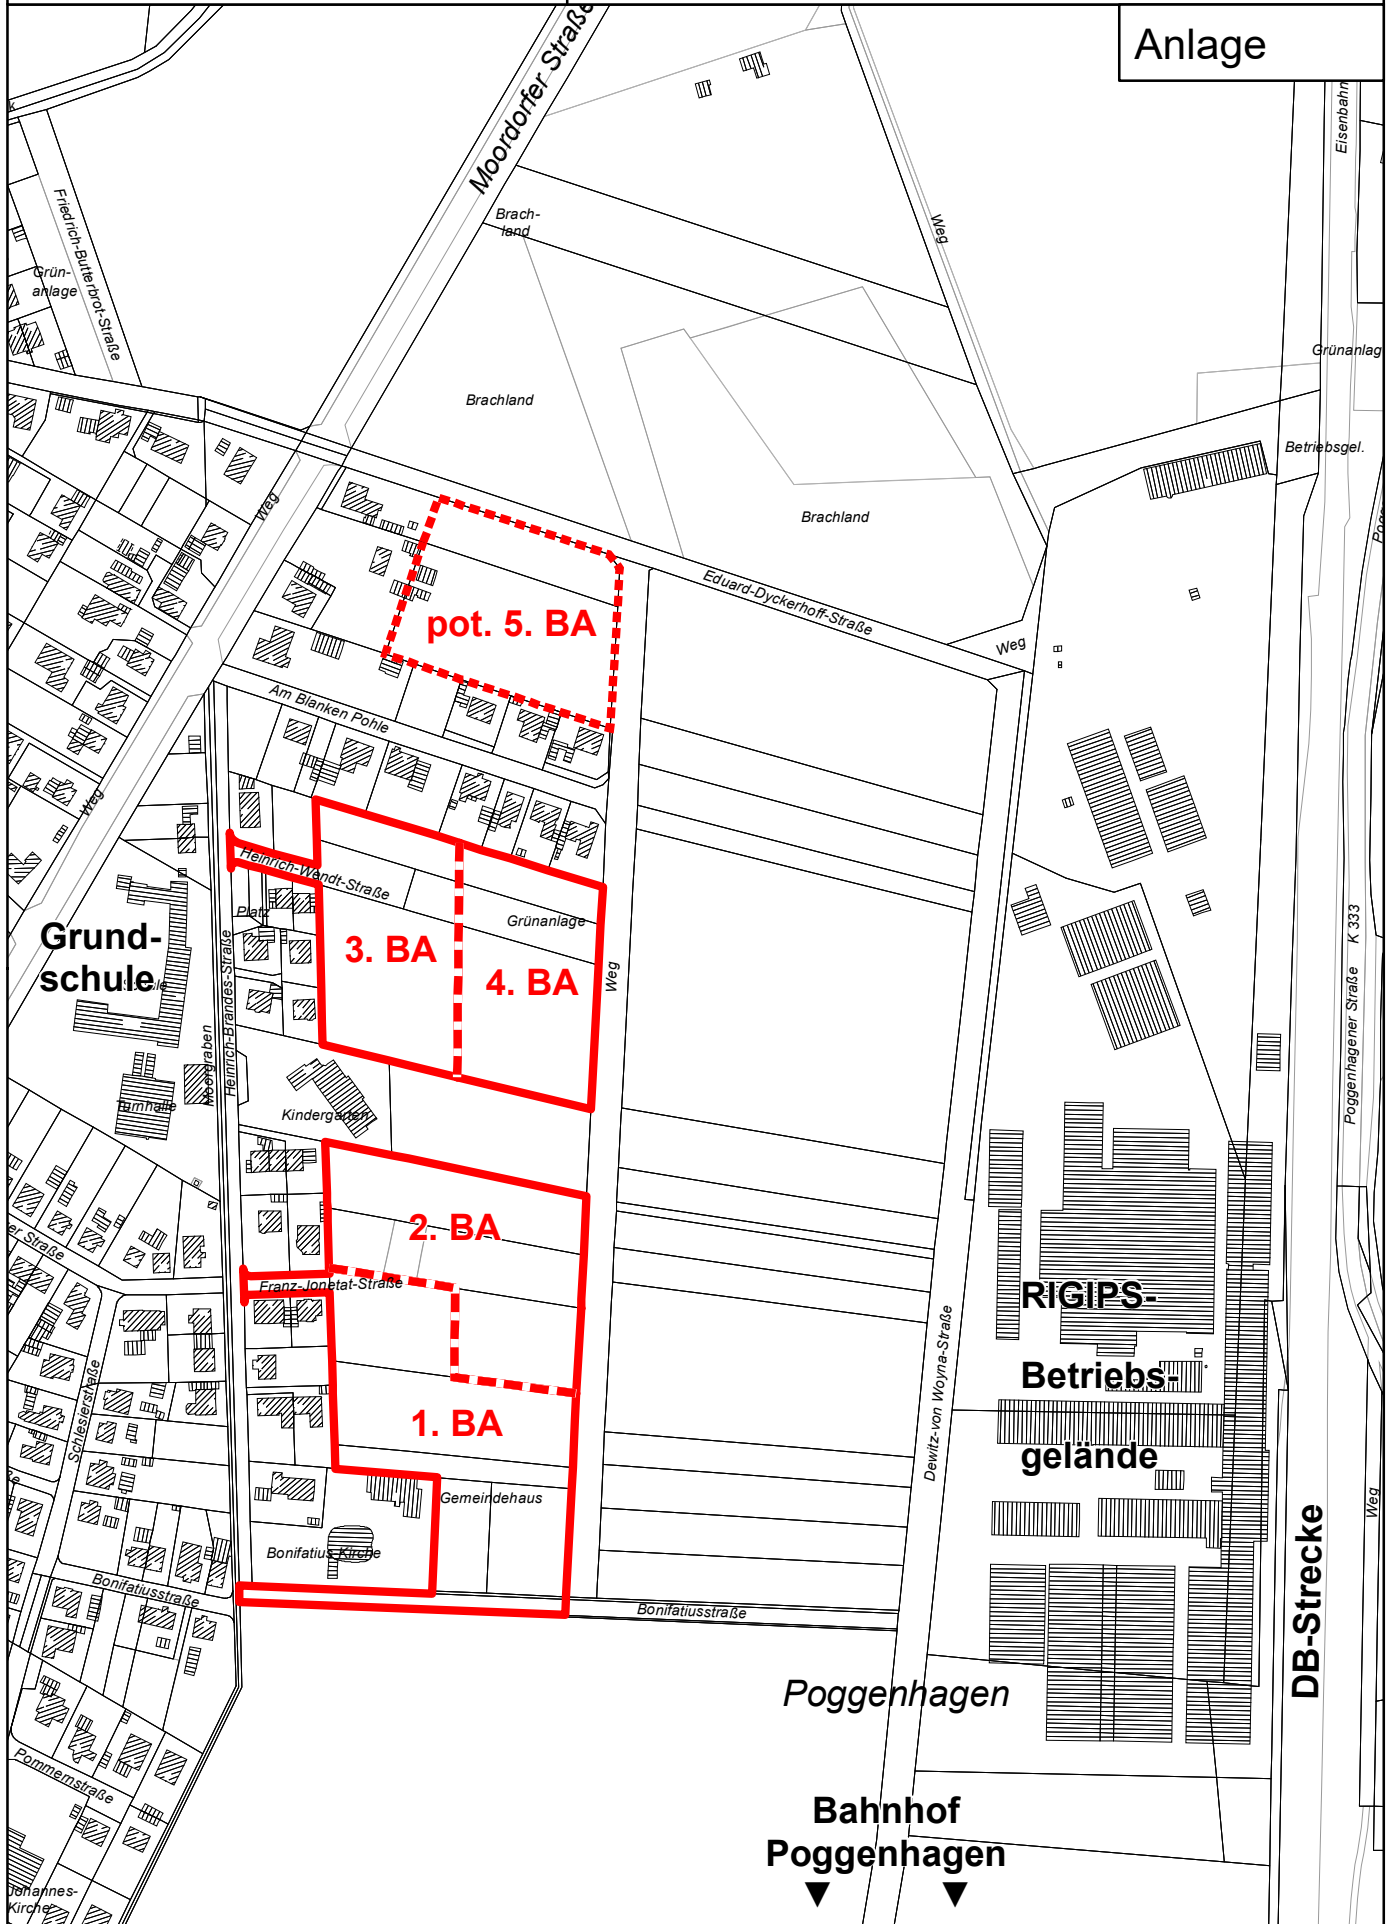 Anlage
Moordorfer Straße
Eisenbahn
Friedrich-Butterbrot-Straße
Grün-
anlage
Brach-
land
Weg
Grünanlag
Brachland
Betriebsgel.
Weg
Brachland
Eduard-Dyckerhoff-Straße
pot. 5. BA
Weg
Am Blanken Pohle
Weg
Heinrich-Wendt-Straße
Platz
Grünanlage
Grund-
schule
Schule
3. BA
4. BA
Weg
Poggenhagener Straße K 333
Moorgraben
Heinrich-Brandes-Straße
Turnhalle
Kindergarten
2. BA
er Straße
Franz-Jonetat-Straße
RIGIPS-
Betriebs-
gelände
Dewitz-von Woyna-Straße
Schlesierstraße
1. BA
Gemeindehaus
Bonifatius Kirche
Weg
DB-Strecke
Bonifatiusstraße
Bonifatiusstraße
Poggenhagen
Pommernstraße
Bahnhof
Poggenhagen
Johannes-
Kirche